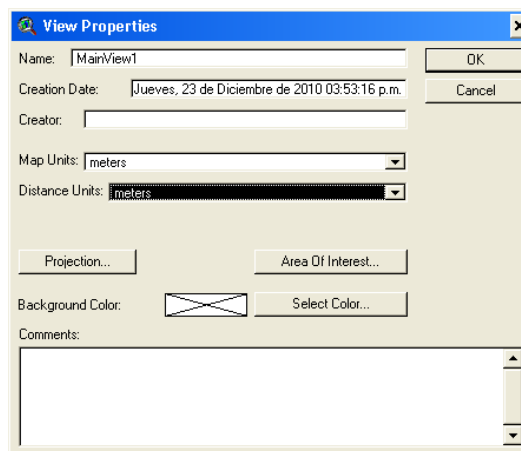 View Properties
Name: MainView1
OK
Creation Date: Jueves, 23 de Diciembre de 2010 03:53:16 p.m.
Cancel
Creator:
Map Units: meters
Distance Units: meters
Projection...
Area Of Interest...
Background Color:
Select Color...
Comments: